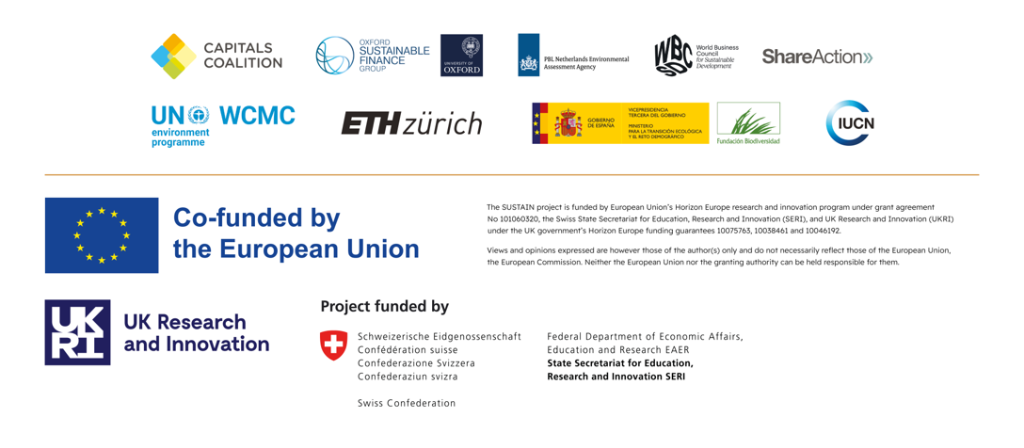 CAPITALS
COALITION
OXFORD
SUSTAINABLE
FINANCE
GROUP
UNIVERSITY OF
OXFORD
PBL Netherlands Environmental
Assessment Agency
WBC
SD
World Business
Council
for Sustainable
Development
ShareAction»
UN WCMC
environment
programme
ETH zürich
GOBIERNO
DE ESPAÑA
VICEPRESIDENCIA
TERCERA DEL GOBIERNO
MINISTERIO
PARA LA TRANSICIÓN ECOLÓGICA
Y EL RETO DEMOGRÁFICO
Fundación Biodiversidad
IUCN
Co-funded by
the European Union
The SUSTAIN project is funded by European Union's Horizon Europe research and innovation program under grant agreement
No 101060320, the Swiss State Secretariat for Education, Research and Innovation (SERI), and UK Research and Innovation (UKRI)
under the UK government's Horizon Europe funding guarantees 10075763, 10038461 and 10046192.
Views and opinions expressed are however those of the author(s) only and do not necessarily reflect those of the European Union,
the European Commission. Neither the European Union nor the granting authority can be held responsible for them.
UK
RI
UK Research
and Innovation
Project funded by
Schweizerische Eidgenossenschaft
Confédération suisse
Confederazione Svizzera
Confederaziun svizra
Swiss Confederation
Federal Department of Economic Affairs,
Education and Research EAER
State Secretariat for Education,
Research and Innovation SERI